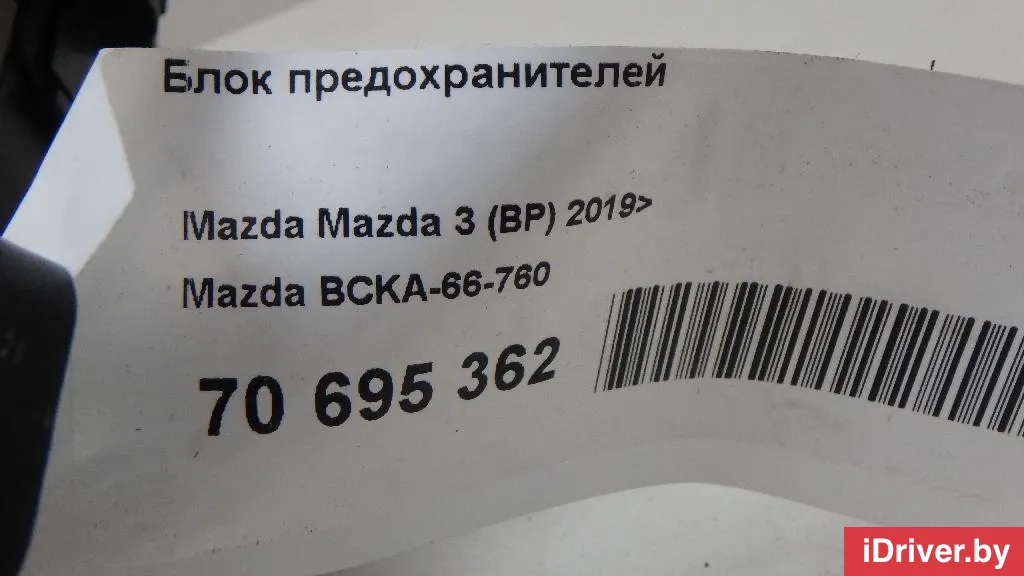 Блок предохранителей
Mazda Mazda 3 (BP) 2019>
Mazda BCKA-66-760
70 695 362
iDriver.by